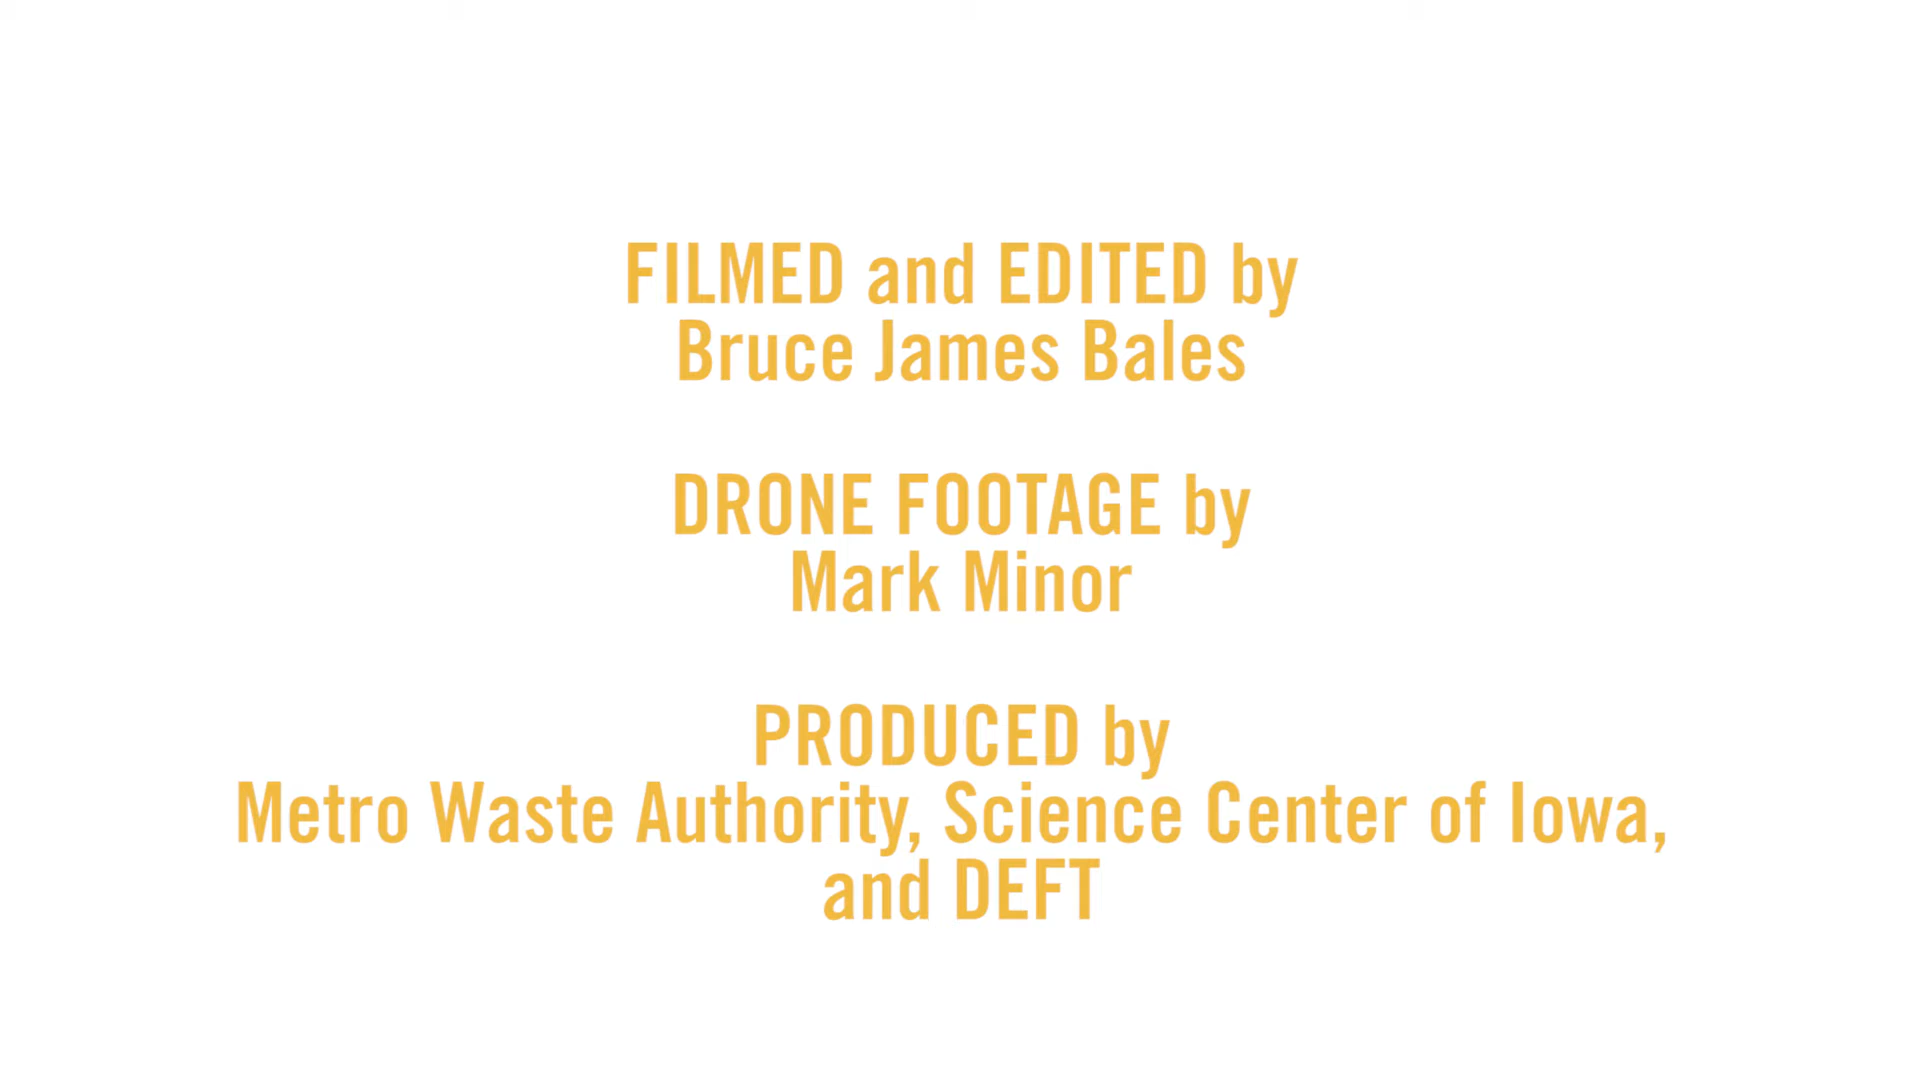 FILMED and EDITED by
Bruce James Bales
DRONE FOOTAGE by
Mark Minor
PRODUCED by
Metro Waste Authority, Science Center of Iowa,
and DEFT